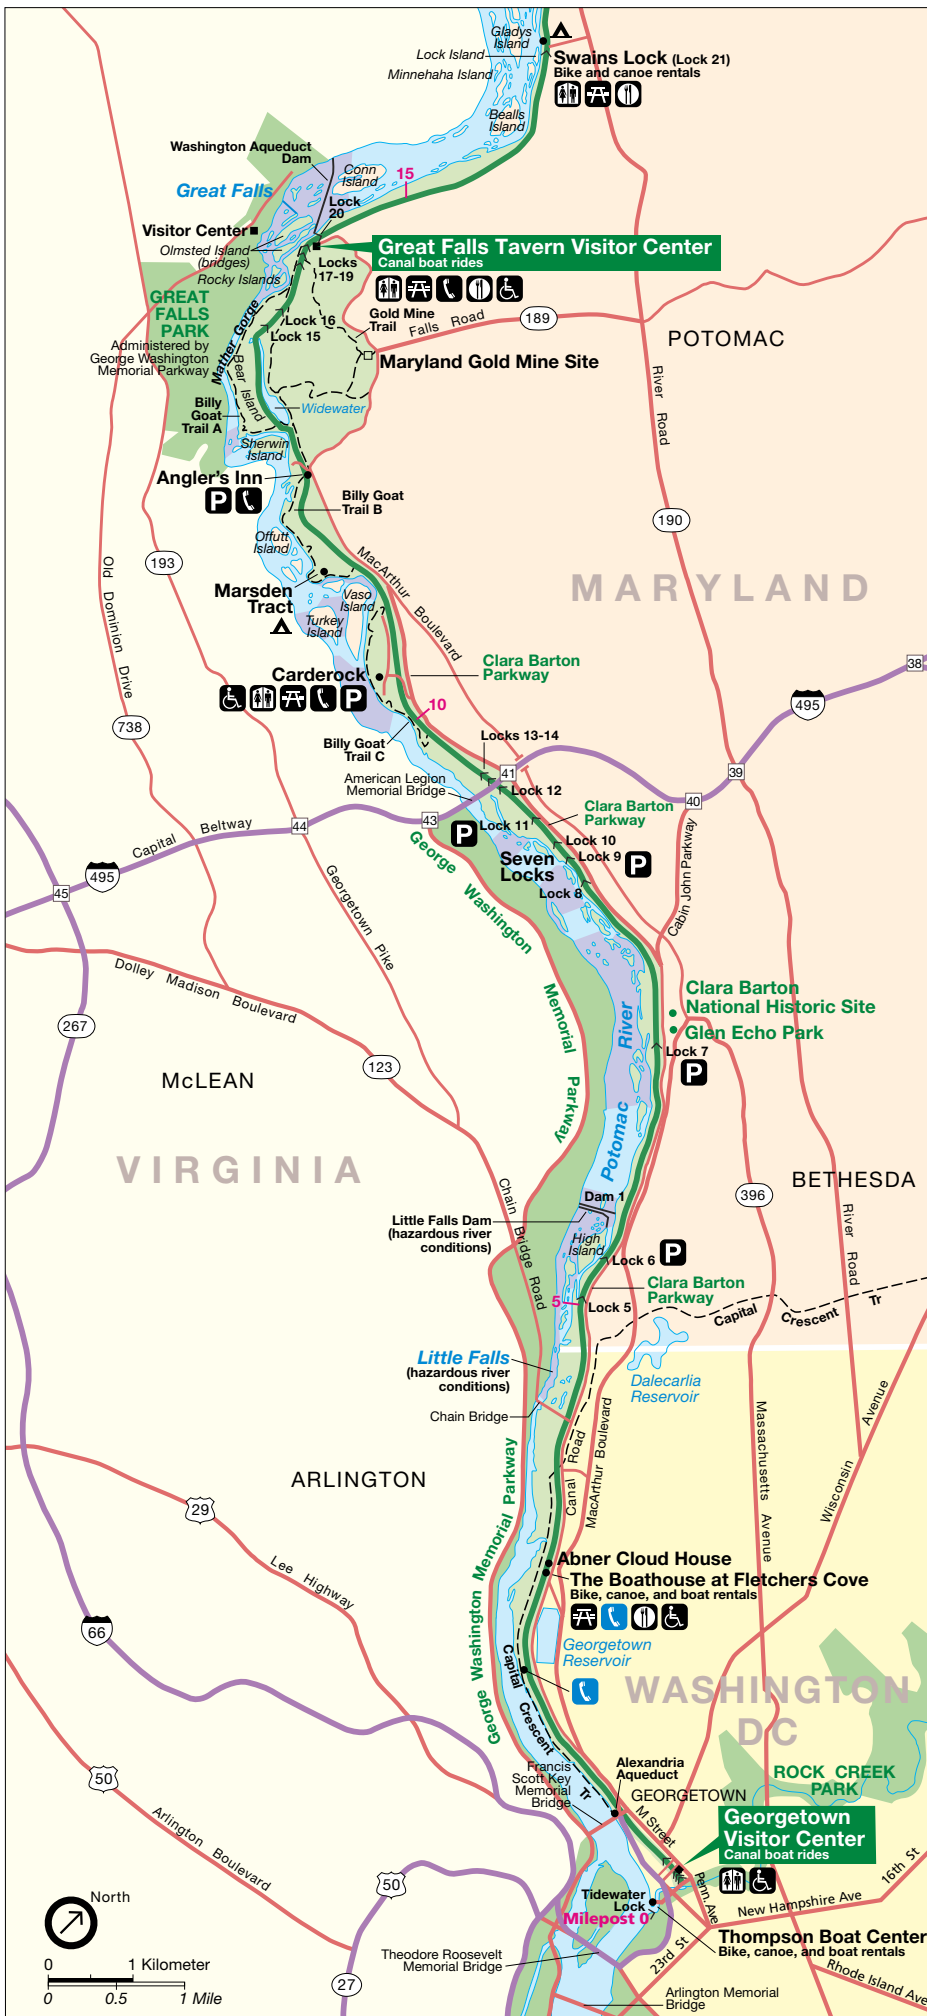 Gladys
Island
Lock Island
Minnehaha Island
Swains Lock (Lock 21)
Bike and canoe rentals
Bealls
Island
Washington Aqueduct
Dam
Conn
Island
15
Great Falls
Lock
20
Visitor Center
Olmsted Island
(bridges)
Great Falls Tavern Visitor Center
Canal boat rides
Locks
17-19
Rocky Islands
GREAT
FALLS
PARK
Administered by
George Washington
Memorial Parkway
Mather Gorge
Lock 16
Lock 15
Gold Mine
Trail
Falls Road
189
POTOMAC
Maryland Gold Mine Site
Bear Island
River Road
Billy
Goat
Trail A
Widewater
Sherwin
Island
Angler's Inn
P
Billy Goat
Trail B
190
Offutt
Island
193
Old Dominion Drive
MacArthur Boulevard
MARYLAND
Marsden
Tract
Vaso
Island
Turkey
Island
Clara Barton
Parkway
38
Carderock
P
495
10
738
Billy Goat
Trail C
Locks 13-14
American Legion
Memorial Bridge
41
39
Lock 12
40
Clara Barton
Parkway
Capital Beltway
44
43
P
Lock 11
Lock 10
Seven
Locks
Lock 9
P
Lock 8
495
45
George Washington Memorial Parkway
Georgetown Pike
Cabin John Parkway
Dolley Madison Boulevard
267
Clara Barton
National Historic Site
Glen Echo Park
Potomac River
Lock 7
P
123
McLEAN
VIRGINIA
BETHESDA
396
Chain Bridge Road
Dam 1
Little Falls Dam
(hazardous river
conditions)
High
Island
Lock 6
P
River Road
Clara Barton
Parkway
5
Lock 5
Capital Crescent Tr
Little Falls
(hazardous river
conditions)
Dalecarlia
Reservoir
Chain Bridge
Canal Road
MacArthur Boulevard
Massachusetts Avenue
Wisconsin Avenue
ARLINGTON
George Washington Memorial Parkway
29
Lee Highway
Abner Cloud House
The Boathouse at Fletchers Cove
Bike, canoe, and boat rentals
66
Georgetown
Reservoir
Capital Crescent Tr
WASHINGTON
DC
Alexandria
Aqueduct
Francis
Scott Key
Memorial
Bridge
GEORGETOWN
ROCK CREEK
PARK
50
Arlington Boulevard
M Street
Georgetown
Visitor Center
Canal boat rides
50
Penn. Ave
16th St
New Hampshire Ave
North
Tidewater
Lock
Milepost 0
Thompson Boat Center
Bike, canoe, and boat rentals
23rd St
Theodore Roosevelt
Memorial Bridge
Rhode Island Ave
0 1 Kilometer
0 0.5 1 Mile
27
Arlington Memorial
Bridge